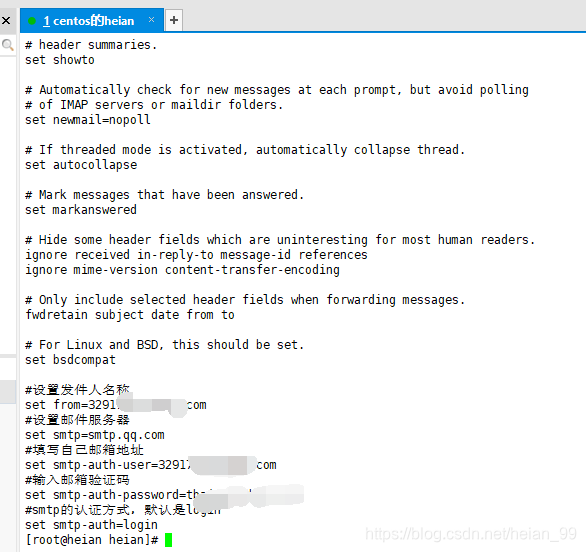 1 centos的heian
# header summaries.
set showto
# Automatically check for new messages at each prompt, but avoid polling
# of IMAP servers or maildir folders.
set newmail=nopoll
# If threaded mode is activated, automatically collapse thread.
set autocollapse
# Mark messages that have been answered.
set markanswered
# Hide some header fields which are uninteresting for most human readers.
ignore received in-reply-to message-id references
ignore mime-version content-transfer-encoding
# Only include selected header fields when forwarding messages.
fwdretain subject date from to
# For Linux and BSD, this should be set.
set bsdcompat
#设置发件人名称
set from=3291 com
#设置邮件服务器
set smtp=smtp.qq.com
#填写自己邮箱地址
set smtp-auth-user=32917 com
#输入邮箱验证码
set smtp-auth-password=
#smtp的认证方式，默认是login
set smtp-auth=login
[root@heian heian]#
https://blog.csdn.net/heian_99